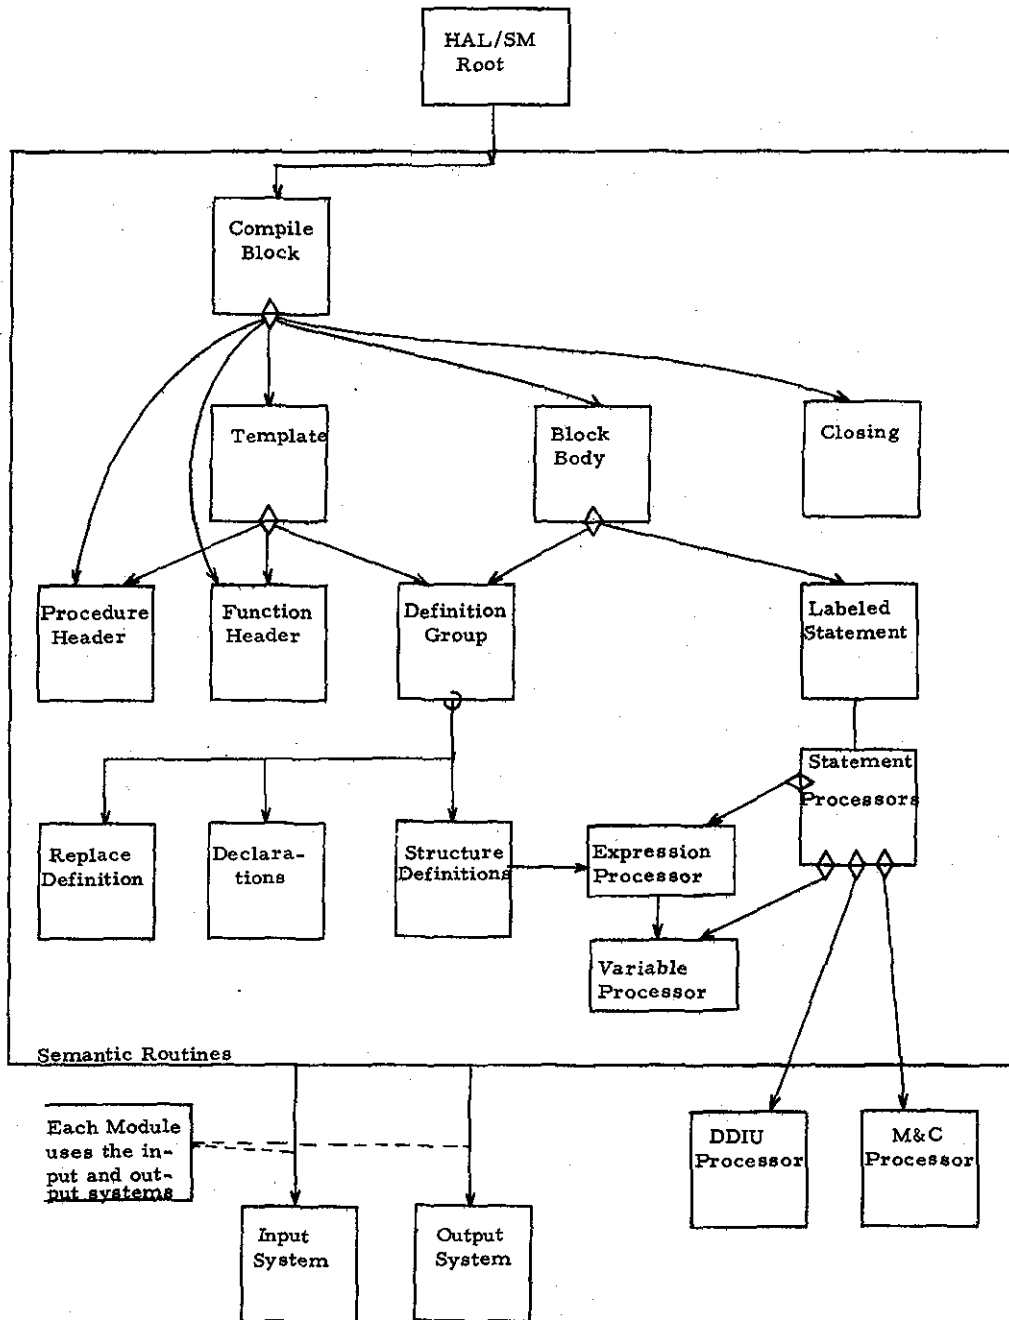 HAL/SM
Root
Compile
Block
Template
Block
Body
Closing
Procedure
Header
Function
Header
Definition
Group
Labeled
Statement
Statement
Processors
Replace
Definition
Declara-
tions
Structure
Definitions
Expression
Processor
Variable
Processor
Semantic Routines
Each Module
uses the in-
put and out-
put systems
DDIU
Processor
M&C
Processor
Input
System
Output
System